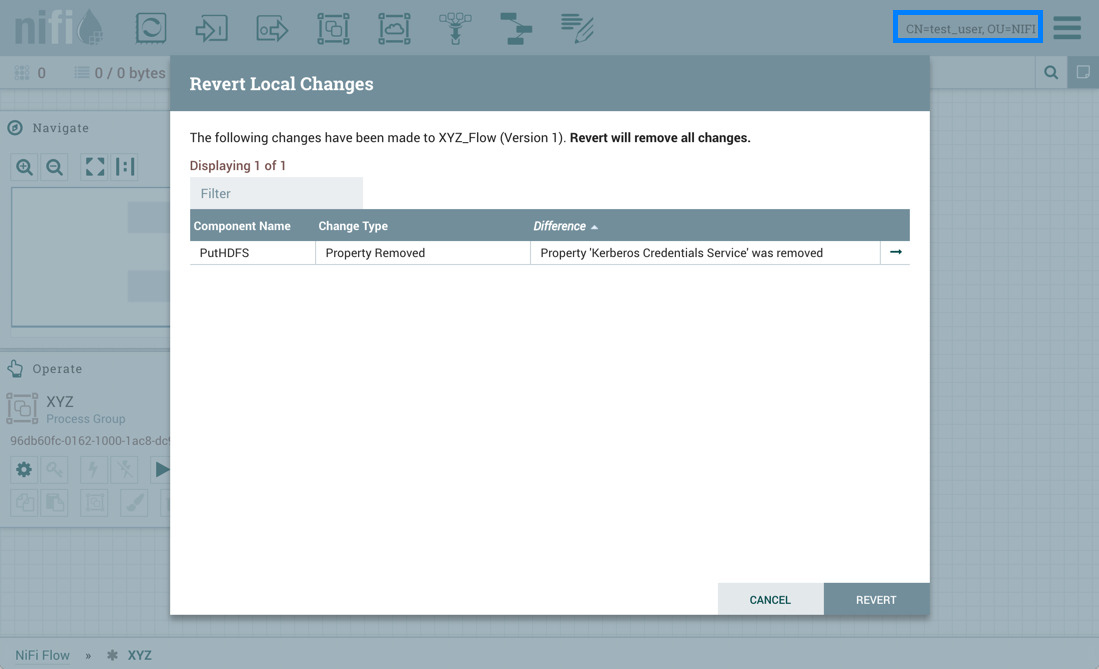 nifi
CN=test_user, OU=NIFI
0
0 / 0 bytes
Revert Local Changes
Navigate
The following changes have been made to XYZ_Flow (Version 1). Revert will remove all changes.
Displaying 1 of 1
Filter
Component Name Change Type Difference
PutHDFS Property Removed Property 'Kerberos Credentials Service' was removed
Operate
XYZ
Process Group
96db60fc-0162-1000-1ac8-dc
CANCEL REVERT
NiFi Flow » XYZ